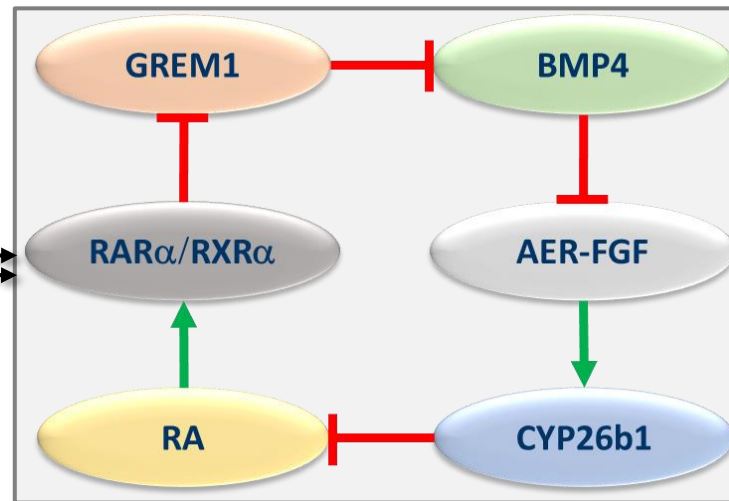 GREM1
BMP4
RARα/RXRα
AER-FGF
RA
CYP26b1